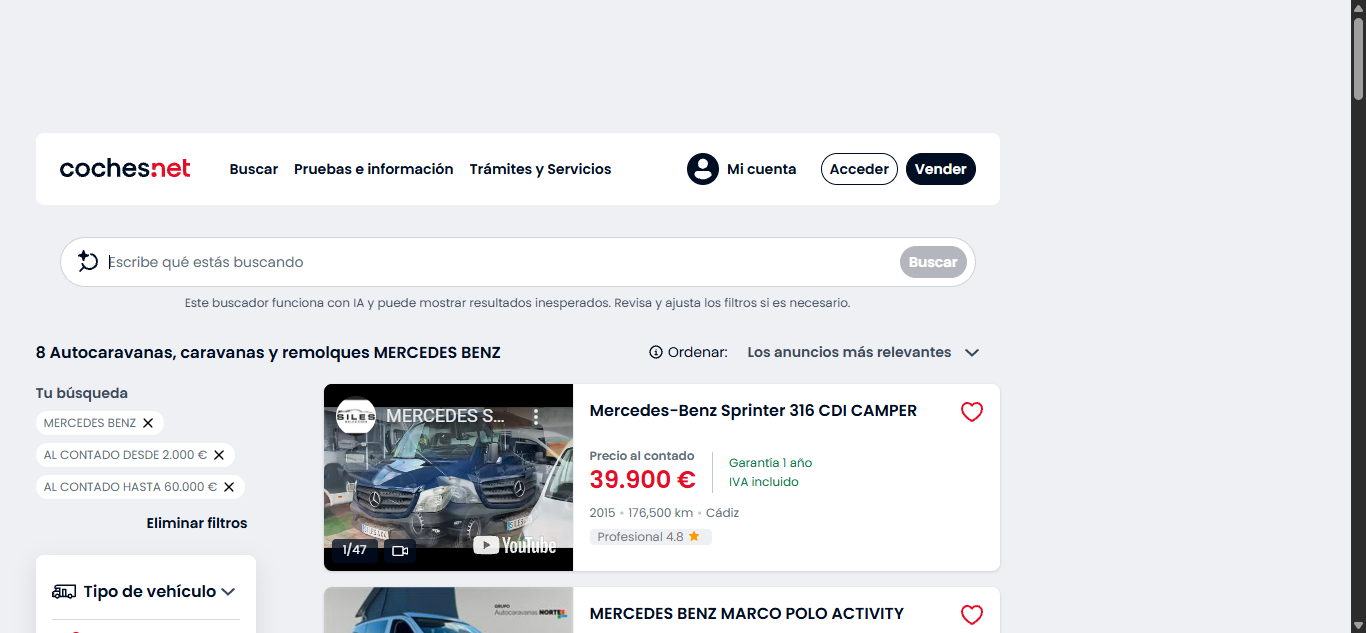 cochesnet
Buscar
Pruebas e información
Trámites y Servicios
Mi cuenta
Acceder
Vender
Escribe qué estás buscando
Buscar
Este buscador funciona con IA y puede mostrar resultados inesperados. Revisa y ajusta los filtros si es necesario.
8 Autocaravanas, caravanas y remolques MERCEDES BENZ
Ordenar:
Los anuncios más relevantes
Tu búsqueda
MERCEDES BENZ
AL CONTADO DESDE 2.000 €
AL CONTADO HASTA 60.000 €
Eliminar filtros
Tipo de vehículo
SILES
MERCEDES S...
1/47
YouTube
Mercedes-Benz Sprinter 316 CDI CAMPER
Precio al contado
39.900 €
Garantía 1 año
IVA incluido
2015 • 176,500 km • Cádiz
Profesional 4.8
GRUPO
Autocaravanas NORTE
MERCEDES BENZ MARCO POLO ACTIVITY